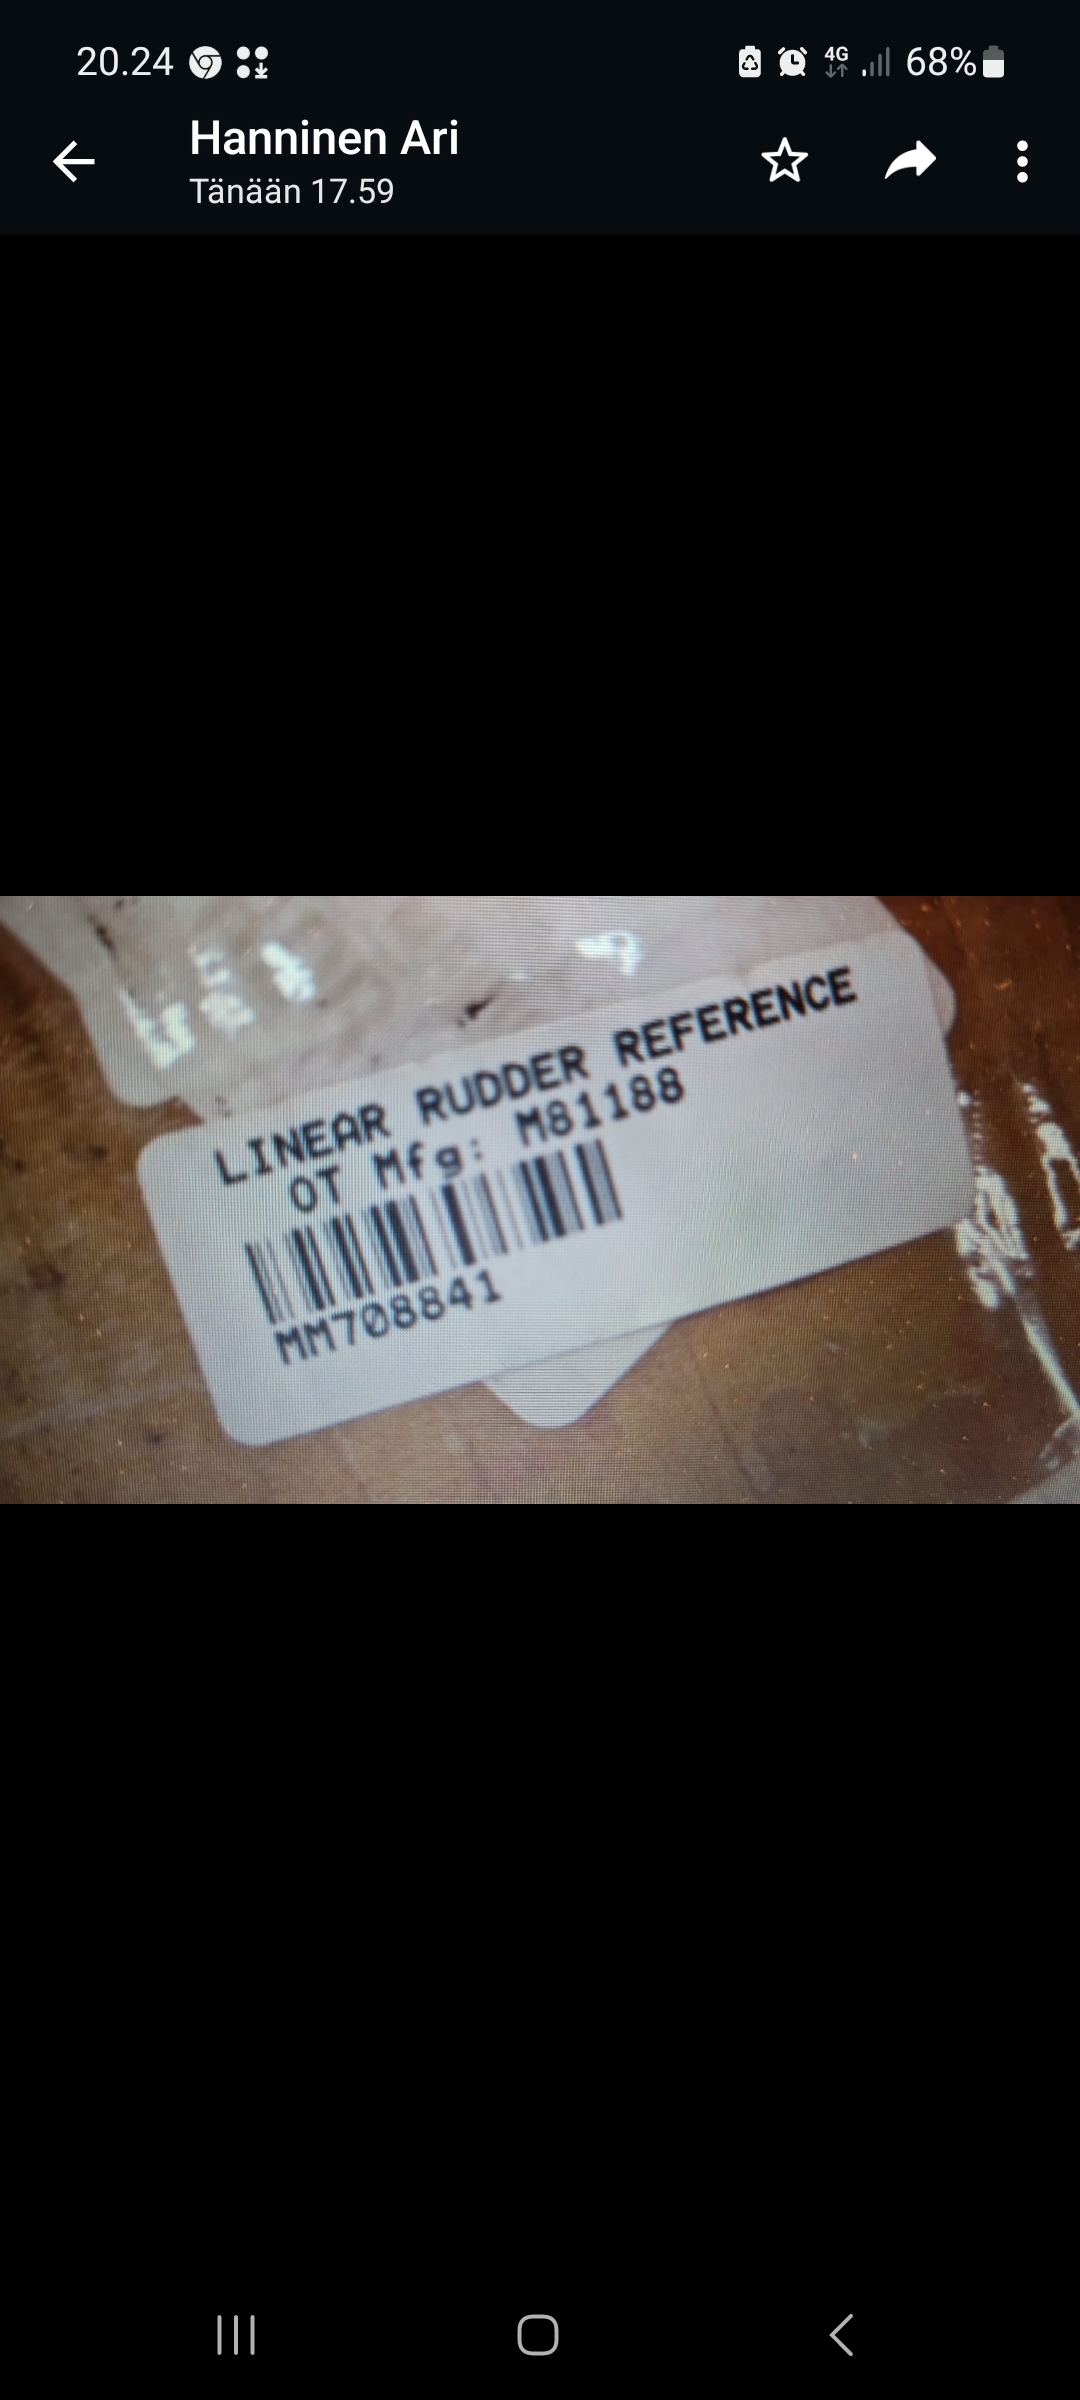 20.24
4G
68%
Hanninen Ari
Tänään 17.59
LINEAR RUDDER REFERENCE
OT Mfg: M81188
MM708841